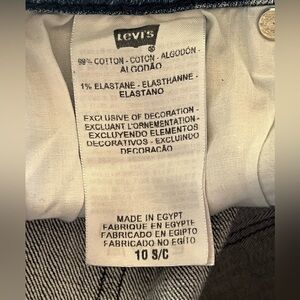 LEVI'S
®
99% COTTON - COTON - ALGODÓN -
ALGODÃO
1% ELASTANE - ELASTHANNE -
ELASTANO
EXCLUSIVE OF DECORATION -
EXCLUANT L'ORNEMENTATION -
EXCLUYENDO ELEMENTOS
DECORATIVOS - EXCLUINDO
DECORAÇÃO
MADE IN EGYPT
FABRIQUE EN EGYPTE
FABRICADO EN EGIPTO
FABRICADO NO EGITO
10 S/C